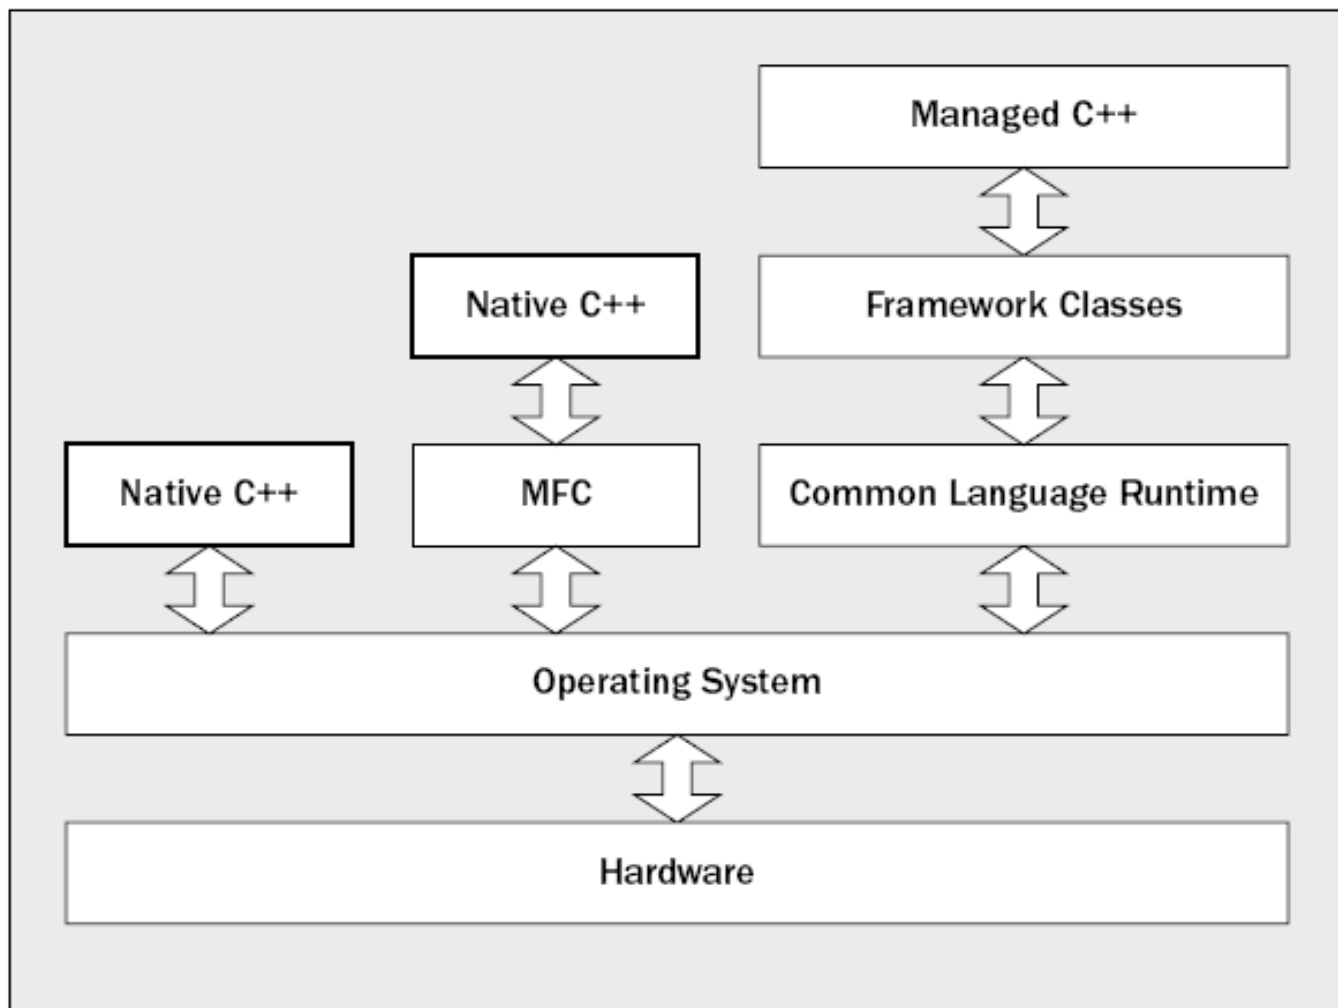 Managed C++
Native C++
Framework Classes
Native C++
MFC
Common Language Runtime
Operating System
Hardware